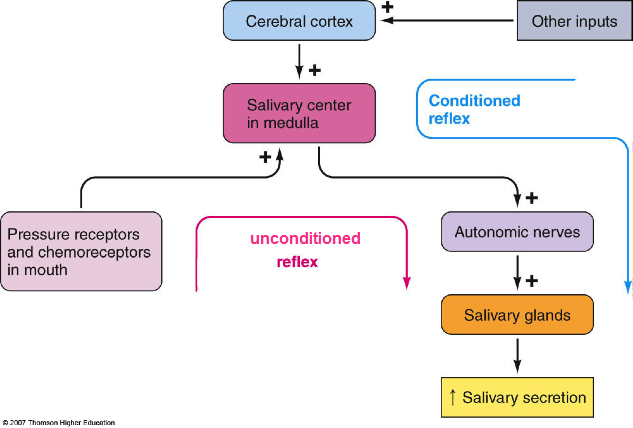 Cerebral cortex
+
Other inputs
+
Salivary center
in medulla
Conditioned
reflex
+
+
Pressure receptors
and chemoreceptors
in mouth
unconditioned
reflex
Autonomic nerves
+
Salivary glands
↑ Salivary secretion
© 2007 Thomson Higher Education